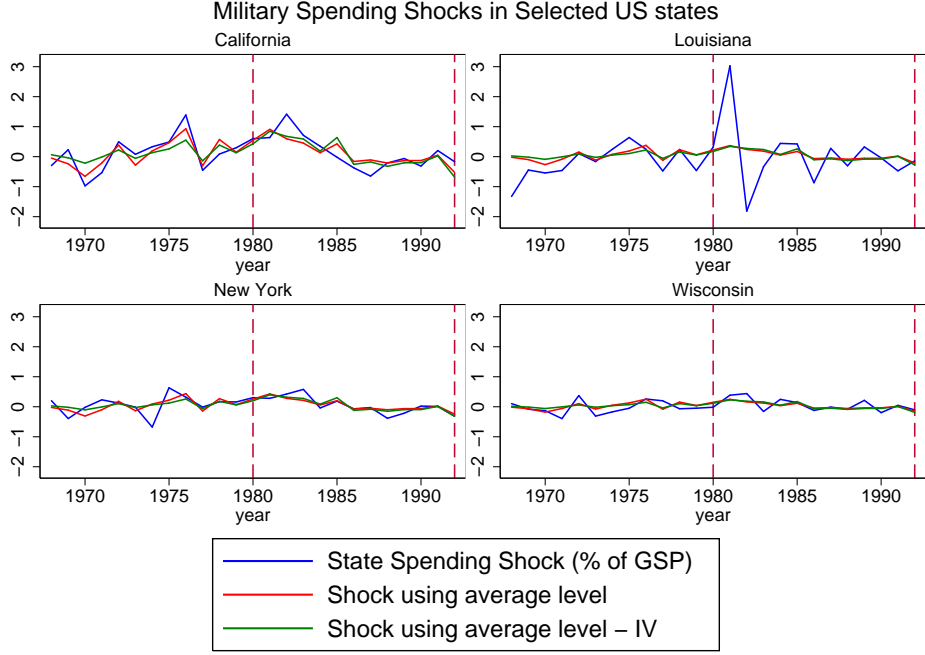 Military Spending Shocks in Selected US states
California
Louisiana
−2 −1 0 1 2 3
1970 1975 1980 1985 1990
year
−2 −1 0 1 2 3
1970 1975 1980 1985 1990
year
New York
Wisconsin
−2 −1 0 1 2 3
1970 1975 1980 1985 1990
year
−2 −1 0 1 2 3
1970 1975 1980 1985 1990
year
State Spending Shock (% of GSP)
Shock using average level
Shock using average level − IV